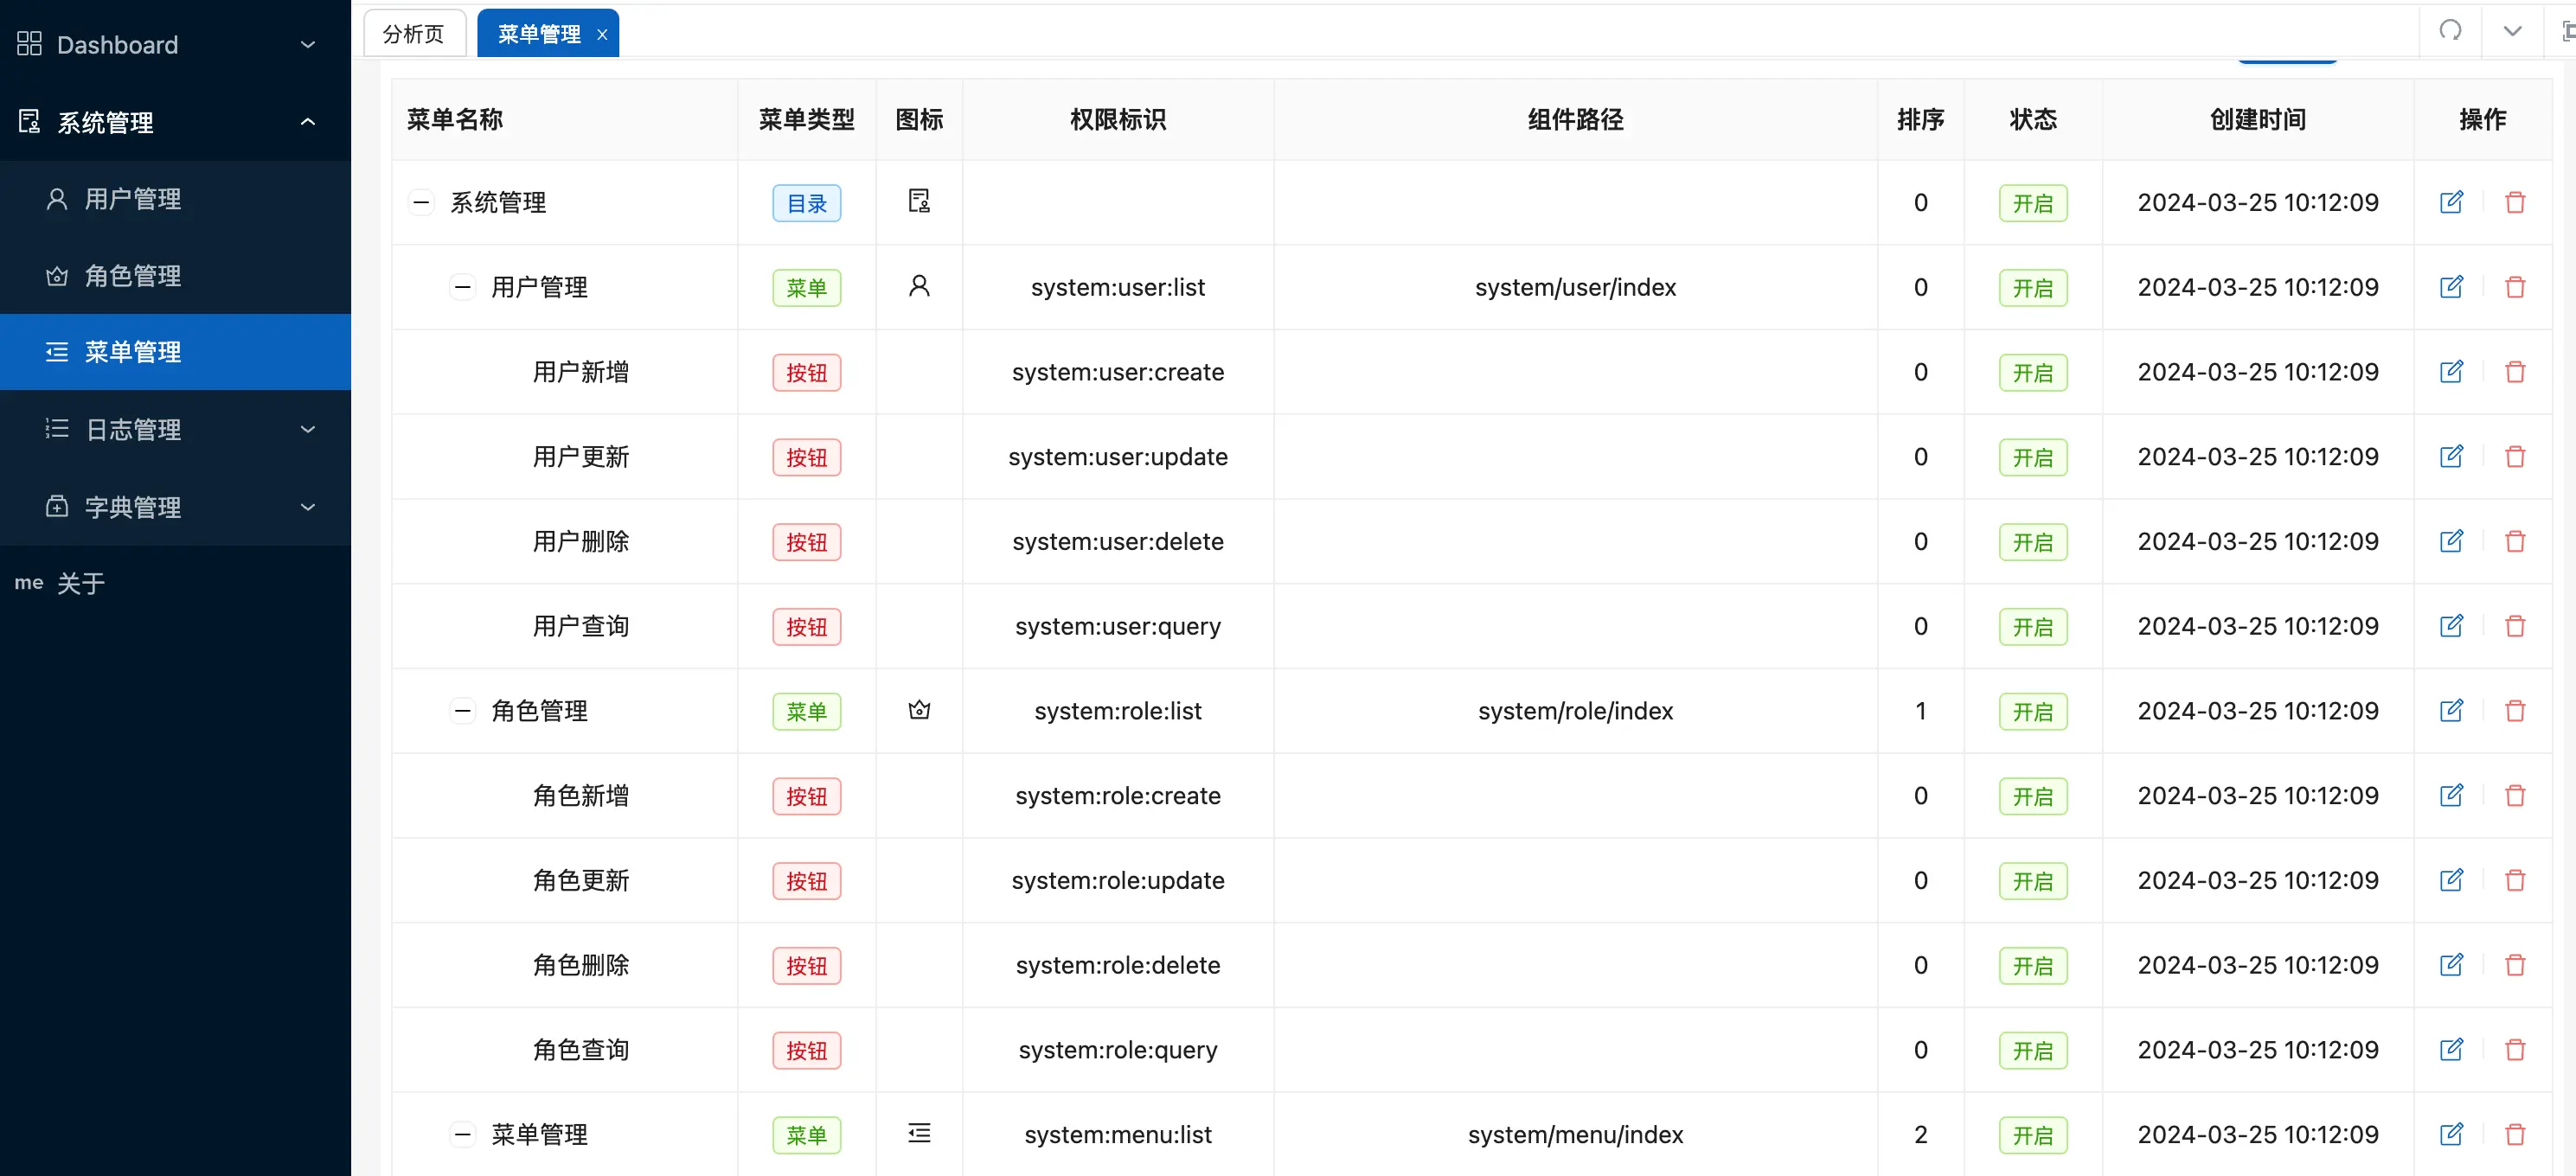 Dashboard
系统管理
用户管理
角色管理
菜单管理
日志管理
字典管理
me 关于
分析页 菜单管理
菜单名称 菜单类型 图标 权限标识 组件路径 排序 状态 创建时间 操作
系统管理 目录 0 开启 2024-03-25 10:12:09
用户管理 菜单 system:user:list system/user/index 0 开启 2024-03-25 10:12:09
用户新增 按钮 system:user:create 0 开启 2024-03-25 10:12:09
用户更新 按钮 system:user:update 0 开启 2024-03-25 10:12:09
用户删除 按钮 system:user:delete 0 开启 2024-03-25 10:12:09
用户查询 按钮 system:user:query 0 开启 2024-03-25 10:12:09
角色管理 菜单 system:role:list system/role/index 1 开启 2024-03-25 10:12:09
角色新增 按钮 system:role:create 0 开启 2024-03-25 10:12:09
角色更新 按钮 system:role:update 0 开启 2024-03-25 10:12:09
角色删除 按钮 system:role:delete 0 开启 2024-03-25 10:12:09
角色查询 按钮 system:role:query 0 开启 2024-03-25 10:12:09
菜单管理 菜单 system:menu:list system/menu/index 2 开启 2024-03-25 10:12:09